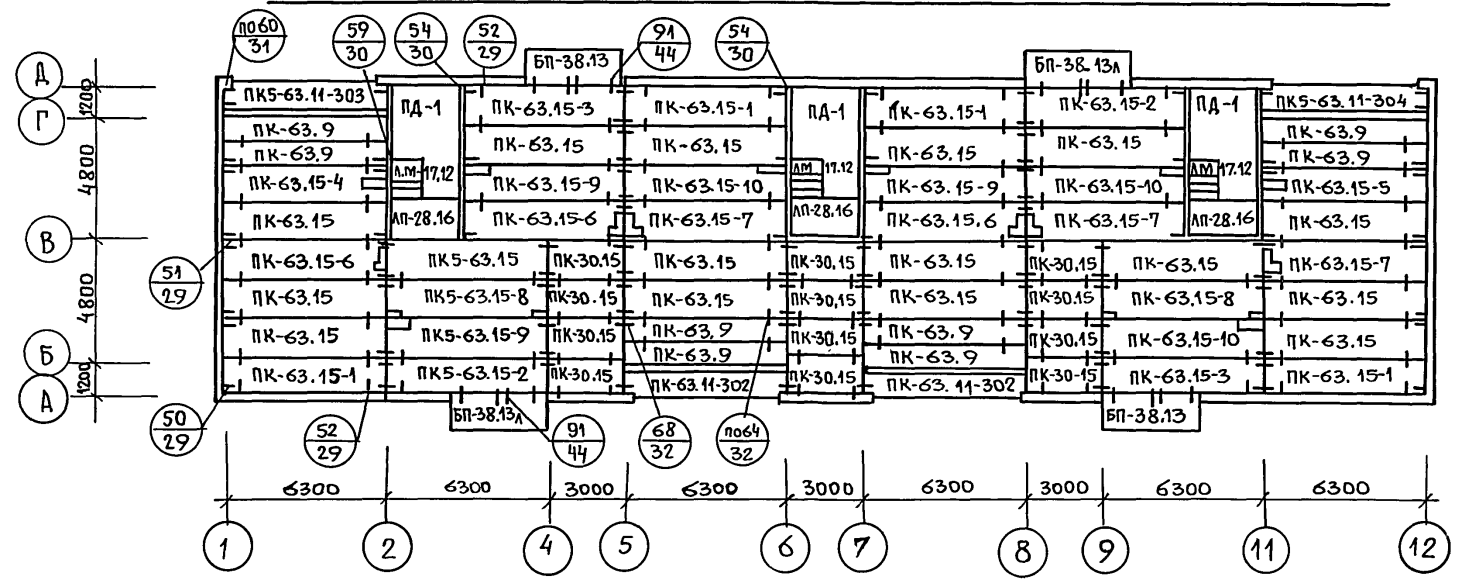 по60 31
59 30
54 30
52 29
91 44
54 30
БП-38.13
БП-38.13л
Д
1200
Г
4800
В
4800
Б
1200
А
ПК5-63.11-303
ПК-63.9
ПК-63.9
ПК-63.15-4
ПК-63.15
ПК-63.15-6
ПК-63.15
ПК-63.15
ПК-63.15-1
ПД-1
Л.М-17.12
ЛП-28.16
ПК-63.15-3
ПК-63.15
ПК-63.15-9
ПК-63.15-6
ПК5-63.15
ПК5-63.15-8
ПК5-63.15-9
ПК5-63.15-2
ПК-30.15
ПК-30.15
ПК-30.15
ПК-30.15
ПК-63.15-1
ПК-63.15
ПК-63.15-10
ПК-63.15-7
ПК-63.15
ПК-63.15
ПК-63.9
ПК-63.9
ПК-63.11-302
ПД-1
ЛМ 17.12
ЛП-28.16
ПК-30.15
ПК-30.15
ПК-30.15
ПК-30.15
ПК-63.15-1
ПК-63.15
ПК-63.15-9
ПК-63.15.6
ПК-63.15
ПК-63.15
ПК-63.9
ПК-63.9
ПК-63.11-302
ПК-63.15-2
ПК-63.15
ПК-63.15-10
ПК-63.15-7
ПК-30.15
ПК-30.15
ПК-30.15
ПК-30-15
ПК-63.15
ПК-63.15-8
ПК-63.15-10
ПК-63.15-3
ПД-1
ЛМ 17.12
ЛП-28.16
ПК5-63.11-304
ПК-63.9
ПК-63.9
ПК-63.15-5
ПК-63.15
ПК-63.15-7
ПК-63.15
ПК-63.15
ПК-63.15-1
51 29
50 29
52 29
БП-38.13л
91 44
68 32
по64 32
БП-38.13
6300 6300 3000 6300 3000 6300 3000 6300 6300
1 2 4 5 6 7 8 9 11 12